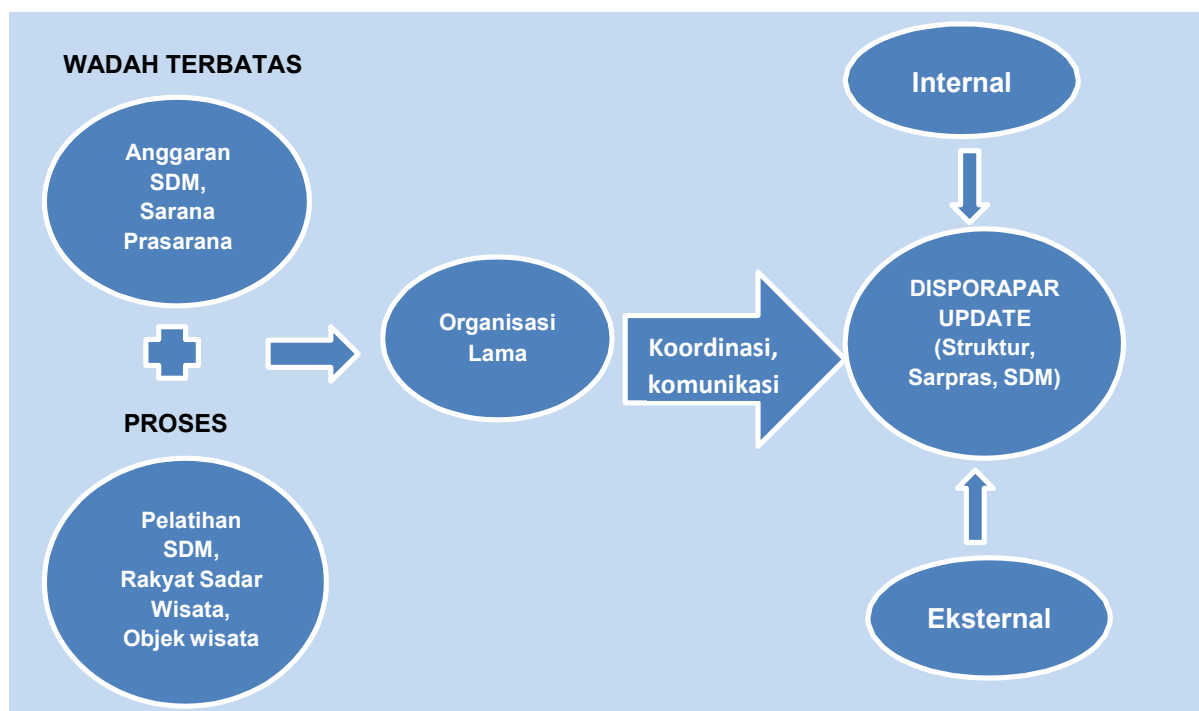 WADAH TERBATAS
Anggaran
SDM,
Sarana
Prasarana
PROSES
Pelatihan
SDM,
Rakyat Sadar
Wisata,
Objek wisata
Organisasi
Lama
Koordinasi,
komunikasi
Internal
DISPORAPAR
UPDATE
(Struktur,
Sarpras, SDM)
Eksternal